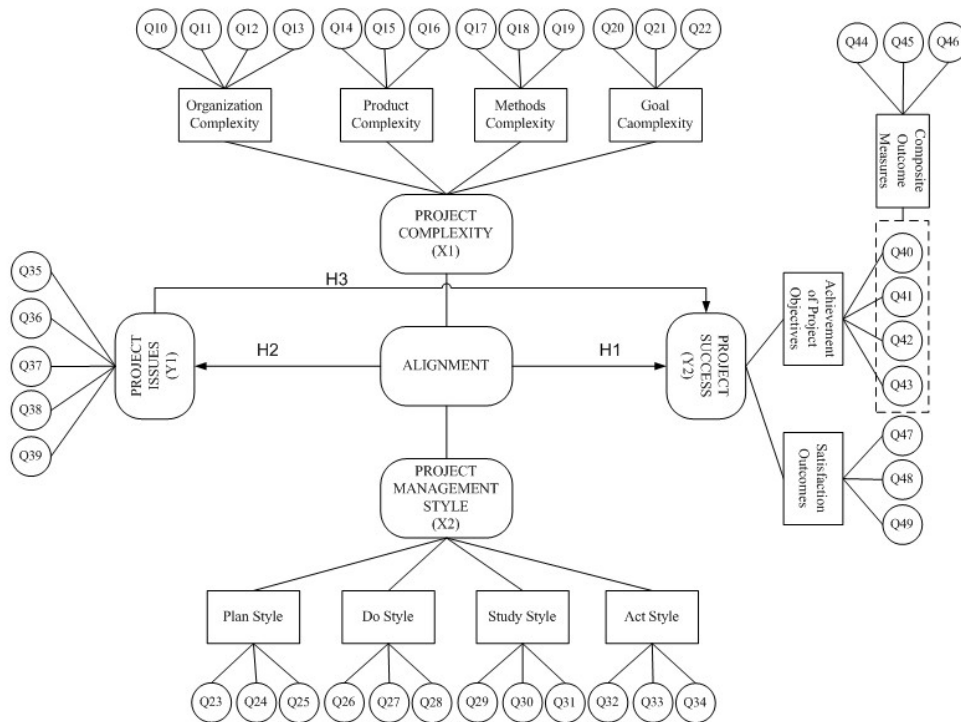 Q10
Q11
Q12
Q13
Q14
Q15
Q16
Q17
Q18
Q19
Q20
Q21
Q22
Q44
Q45
Q46
Organization
Complexity
Product
Complexity
Methods
Complexity
Goal
Caomplexity
Composite
Outcome
Measures
PROJECT
COMPLEXITY
(X1)
Q35
Q36
Q37
Q38
Q39
H3
PROJECT
ISSUES
(Y1)
H2
ALIGNMENT
H1
PROJECT
SUCCESS
(Y2)
Achievement
of Project
Objectives
Q40
Q41
Q42
Q43
Satisfaction
Outcomes
Q47
Q48
Q49
PROJECT
MANAGEMENT
STYLE
(X2)
Plan Style
Do Style
Study Style
Act Style
Q23
Q24
Q25
Q26
Q27
Q28
Q29
Q30
Q31
Q32
Q33
Q34